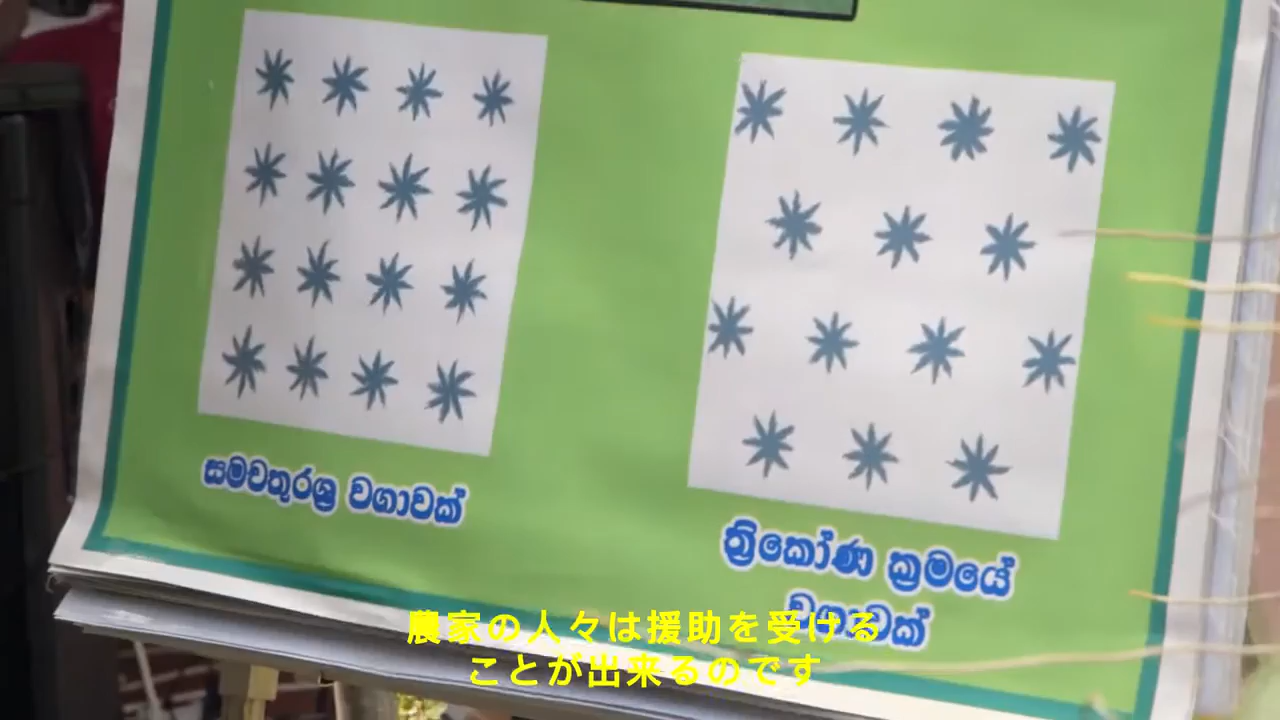 සමචතුරශ්‍ර වගාවක්
ත්‍රිකෝණ ක්‍රමයේ
වගාවක්
農家の人々は援助を受ける
ことが出来るのです